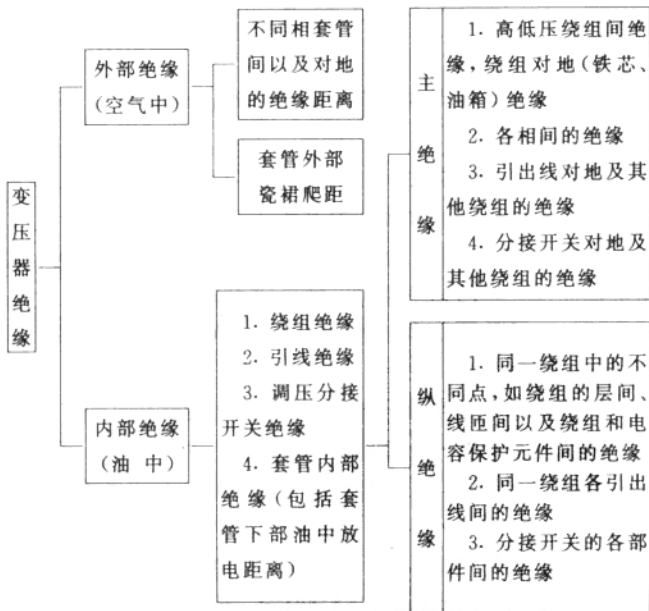 变
压
器
绝
缘
外部绝缘
(空气中)
不同相套管
间以及对地
的绝缘距离
套管外部
瓷裙爬距
内部绝缘
(油中)
1. 绕组绝缘
2. 引线绝缘
3. 调压分接
开关绝缘
4. 套管内部
绝缘(包括套
管下部油中放
电距离)
主
绝
缘
1. 高低压绕组间绝
缘,绕组对地(铁芯、
油箱)绝缘
2. 各相间的绝缘
3. 引出线对地及其
他绕组的绝缘
4. 分接开关对地及
其他绕组的绝缘
纵
绝
缘
1. 同一绕组中的不
同点,如绕组的层间、
线匝间以及绕组和电
容保护元件间的绝缘
2. 同一绕组各引出
线间的绝缘
3. 分接开关的各部
件间的绝缘